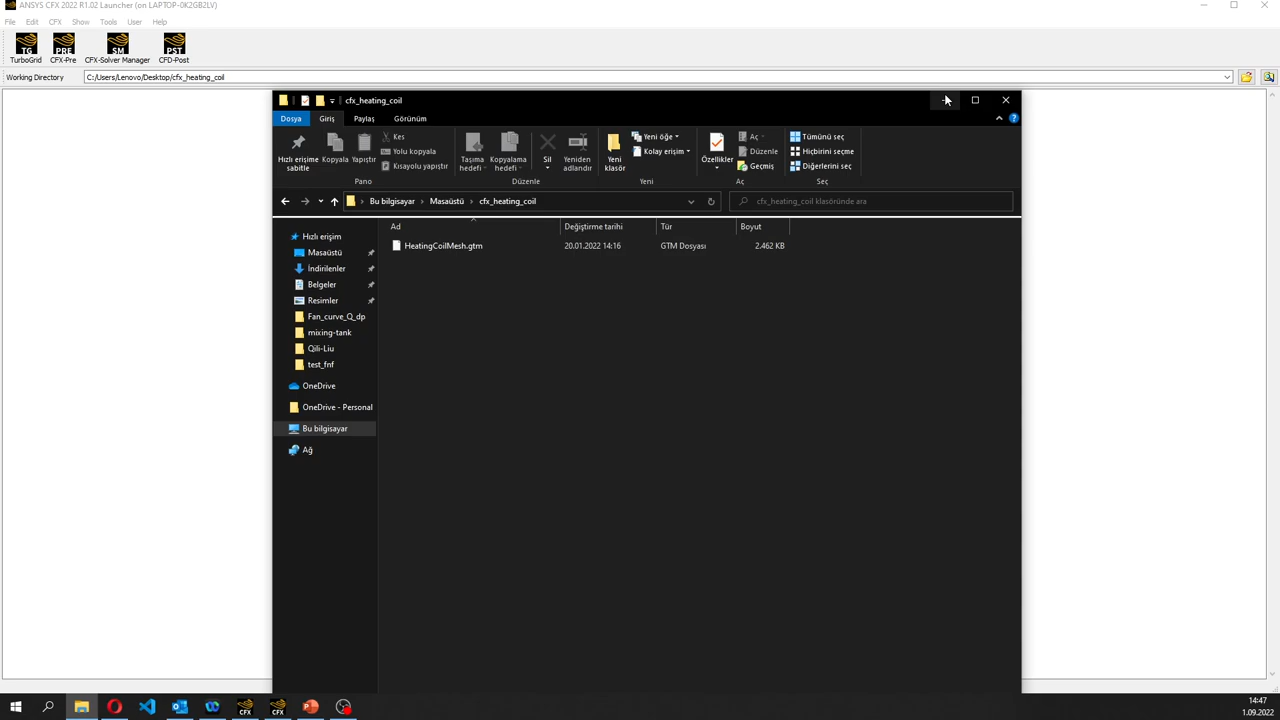 ANSYS CFX 2022 R1.02 Launcher (on LAPTOP-0K2GB2LV)
File Edit CFX Show Tools User Help
TG PRE SM PST
TurboGrid CFX-Pre CFX-Solver Manager CFD-Post
Working Directory C:/Users/Lenovo/Desktop/cfx_heating_coil
cfx_heating_coil
Dosya Giriş Paylaş Görünüm
Hızlı erişime sabitle
Kopyala
Yapıştır
Kes
Yolu kopyala
Kısayolu yapıştır
Taşıma hedefi
Kopyalama hedefi
Sil
Yeniden adlandır
Yeni klasör
Yeni öğe
Kolay erişim
Özellikler
Aç
Düzenle
Geçmiş
Tümünü seç
Hiçbirini seçme
Diğerlerini seç
Pano Düzenle Yeni Aç Seç
Bu bilgisayar > Masaüstü > cfx_heating_coil
cfx_heating_coil klasöründe ara
Ad Değiştirme tarihi Tür Boyut
HeatingCoilMesh.gtm 20.01.2022 14:16 GTM Dosyası 2.462 KB
Hızlı erişim
Masaüstü
İndirilenler
Belgeler
Resimler
Fan_curve_Q_dp
mixing-tank
Qili-Liu
test_fnf
OneDrive
OneDrive - Personal
Bu bilgisayar
Ağ
CFX CFX
14:47
1.09.2022